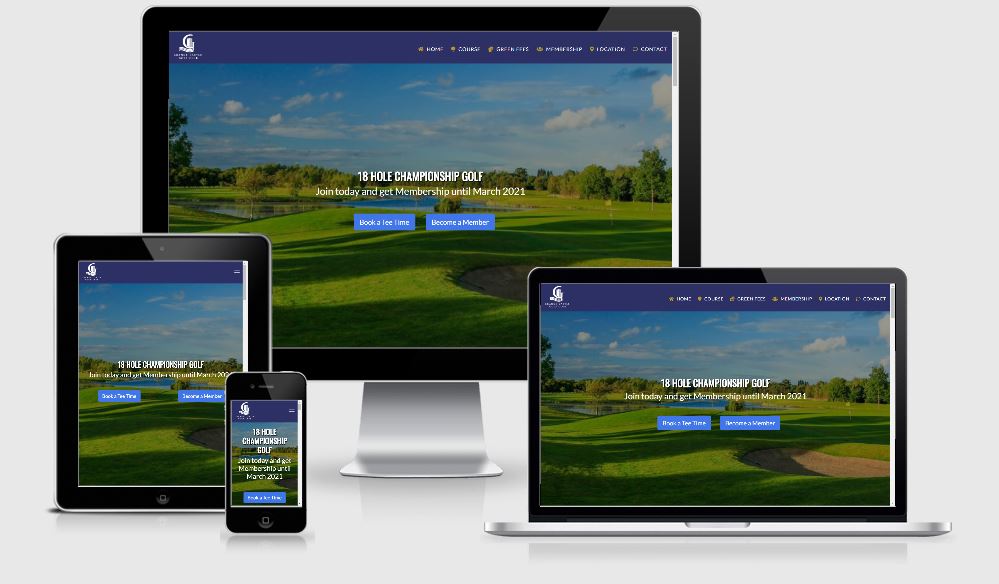 HOME COURSE GREEN FEES MEMBERSHIP LOCATION CONTACT
18 HOLE CHAMPIONSHIP GOLF
Join today and get Membership until March 2021
Book a Tee Time Become a Member
18 HOLE CHAMPIONSHIP GOLF
Join today and get Membership until March 2021
Book a Tee Time Become a Member
18 HOLE
CHAMPIONSHIP
GOLF
Join today and get
Membership until
March 2021
Book a Tee Time
HOME COURSE GREEN FEES MEMBERSHIP LOCATION CONTACT
18 HOLE CHAMPIONSHIP GOLF
Join today and get Membership until March 2021
Book a Tee Time Become a Member